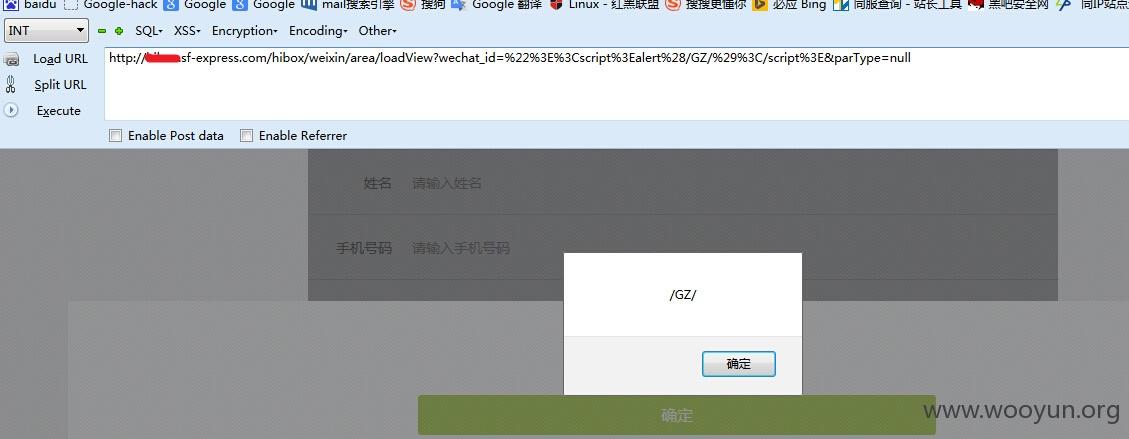 baidu Google-hack Google Google mail搜索引擎 搜狗 Google 翻译 Linux - 红黑联盟 搜搜更懂你 必应 Bing 同服查询 - 站长工具 黑吧安全网 同IP站点
INT SQL- XSS- Encryption- Encoding- Other-
Load URL http://sf-express.com/hibox/weixin/area/loadView?wechat_id=%22%3E%3Cscript%3Ealert%28/GZ/%29%3C/script%3E&parType=null
Split URL
Execute
Enable Post data Enable Referrer
姓名 请输入姓名
手机号码 请输入手机号码
/GZ/
确定
确定
www.wooyun.org